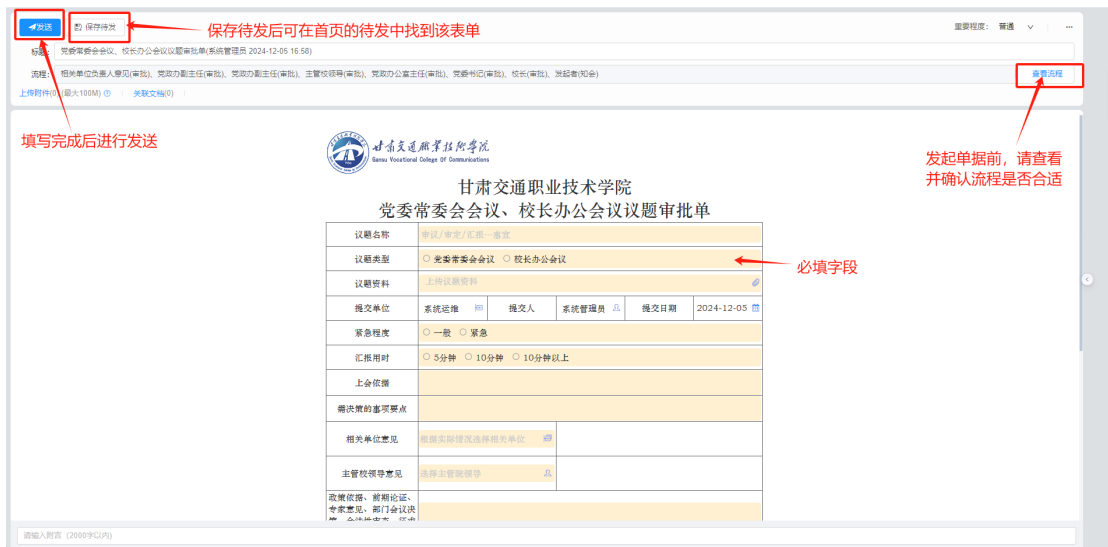 发送 保存待发 保存待发后可在首页的待发中找到该表单 重要程度： 普通
标题： 党委常委会会议、校长办公会议议题审批单(系统管理员 2024-12-05 16:58)
流程： 相关单位负责人意见(审批)、党政办副主任(审批)、党政办副主任(审批)、主管校领导(审批)、党政办公室主任(审批)、党委书记(审批)、校长(审批)、发起者(知会) 查看流程
上传附件(0) (最大100M) 关联文档(0)
填写完成后进行发送
发起单据前，请查看
并确认流程是否合适
甘肃交通职业技术学院
Gansu Vocational College Of Communications
甘肃交通职业技术学院
党委常委会会议、校长办公会议议题审批单
议题名称 审议/审定/汇报…事宜
议题类型 党委常委会会议 校长办公会议 必填字段
议题资料 上传议题资料
提交单位 系统运维 提交人 系统管理员 提交日期 2024-12-05
紧急程度 一般 紧急
汇报用时 5分钟 10分钟 10分钟以上
上会依据
需决策的事项要点
相关单位意见 根据实际情况选择相关单位
主管校领导意见 选择主管校领导
政策依据、前期论证、
专家意见、部门会议决
请输入附言（2000字以内）